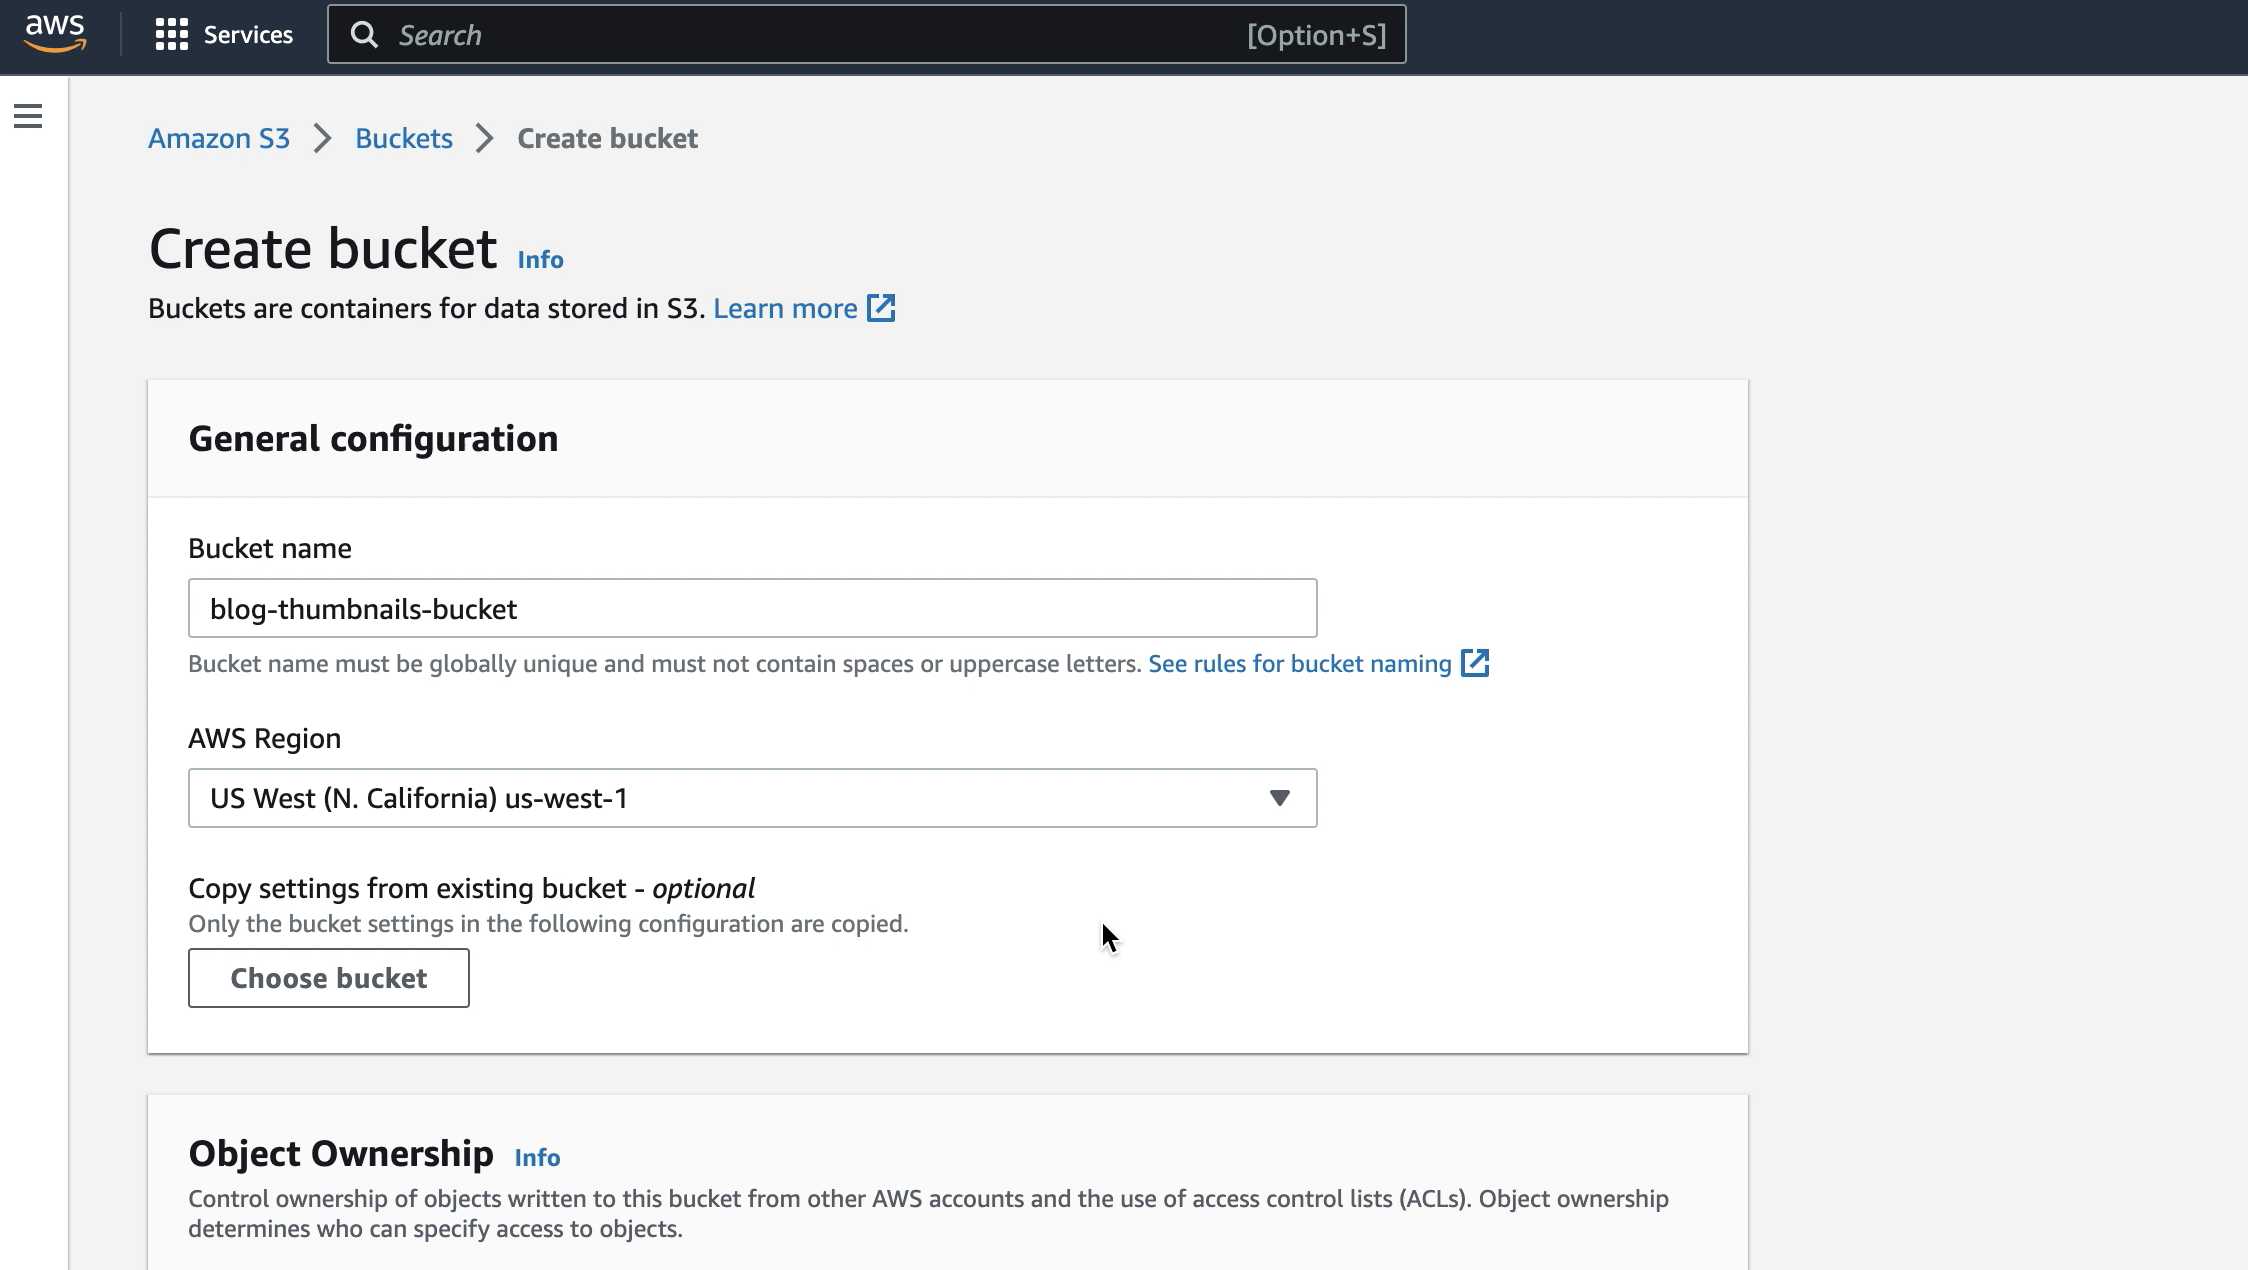 aws
Services
Search
[Option+S]
Amazon S3
Buckets
Create bucket
Create bucket
Info
Buckets are containers for data stored in S3. Learn more
General configuration
Bucket name
blog-thumbnails-bucket
Bucket name must be globally unique and must not contain spaces or uppercase letters. See rules for bucket naming
AWS Region
US West (N. California) us-west-1
Copy settings from existing bucket - optional
Only the bucket settings in the following configuration are copied.
Choose bucket
Object Ownership
Info
Control ownership of objects written to this bucket from other AWS accounts and the use of access control lists (ACLs). Object ownership
determines who can specify access to objects.